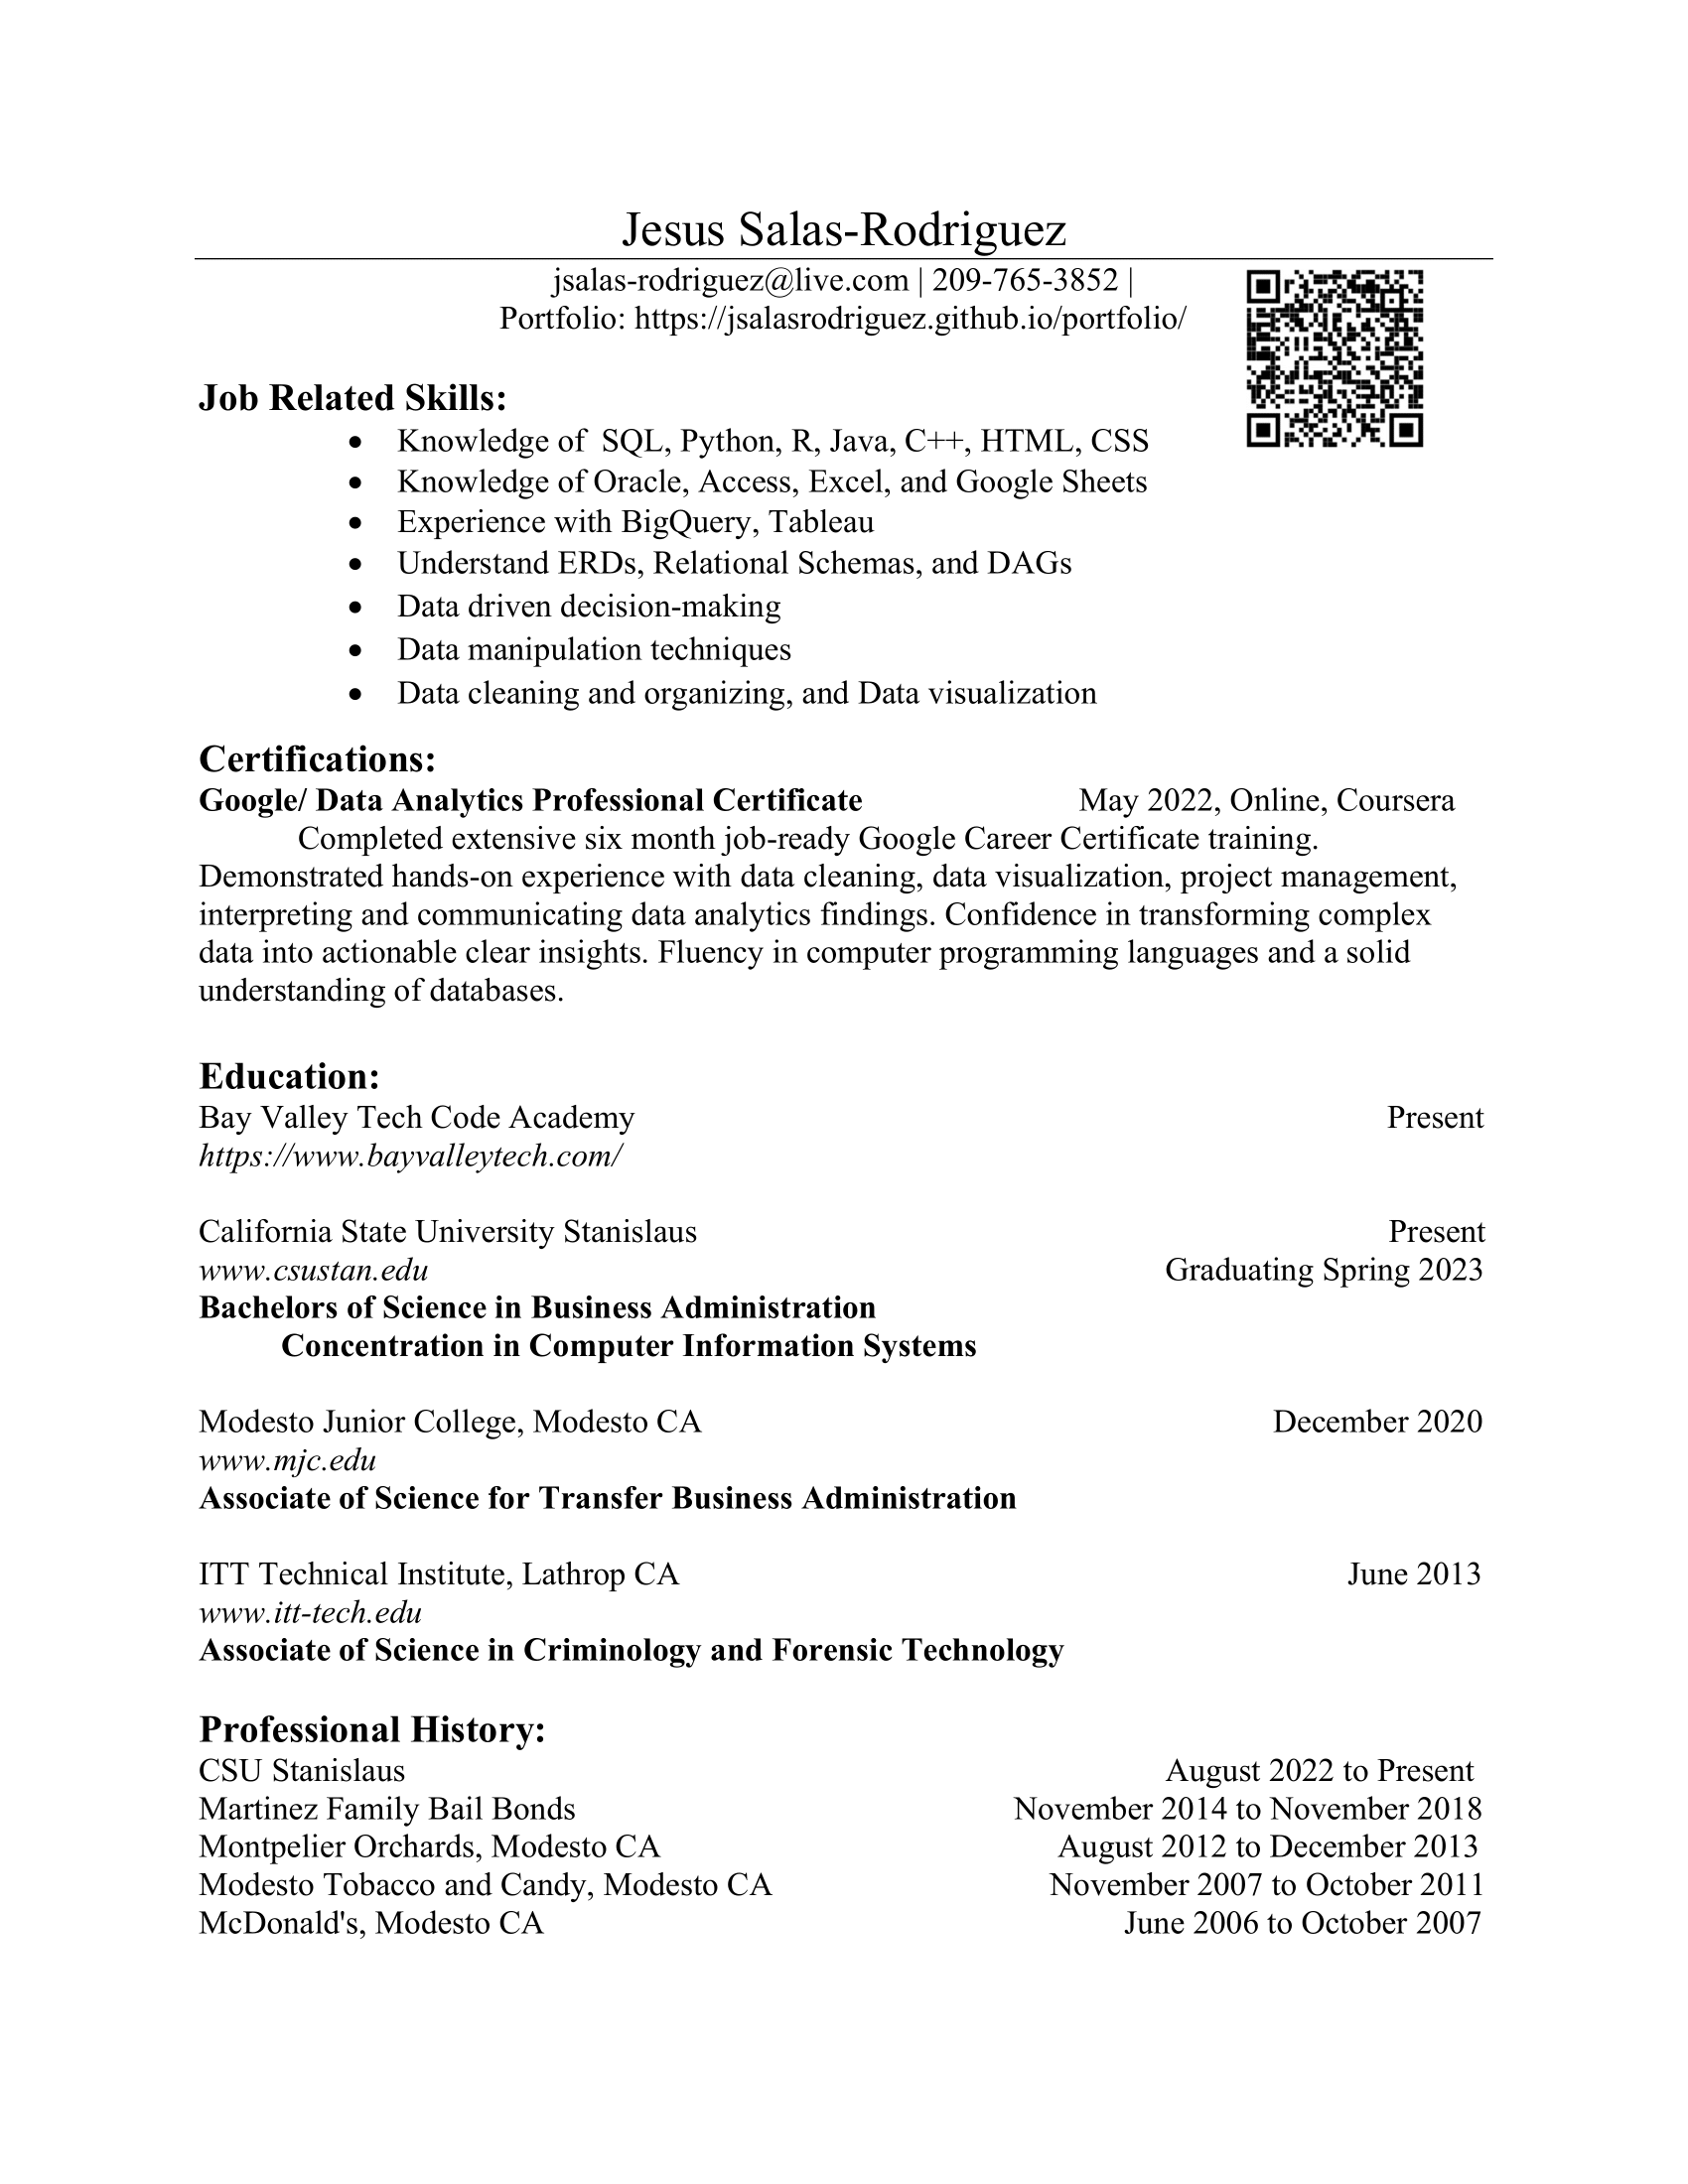 Jesus Salas-Rodriguez
jsalas-rodriguez@live.com | 209-765-3852 |
Portfolio: https://jsalasrodriguez.github.io/portfolio/
Job Related Skills:
• Knowledge of  SQL, Python, R, Java, C++, HTML, CSS
• Knowledge of Oracle, Access, Excel, and Google Sheets
• Experience with BigQuery, Tableau
• Understand ERDs, Relational Schemas, and DAGs
• Data driven decision-making
• Data manipulation techniques
• Data cleaning and organizing, and Data visualization
Certifications:
Google/ Data Analytics Professional Certificate May 2022, Online, Coursera
Completed extensive six month job-ready Google Career Certificate training.
Demonstrated hands-on experience with data cleaning, data visualization, project management,
interpreting and communicating data analytics findings. Confidence in transforming complex
data into actionable clear insights. Fluency in computer programming languages and a solid
understanding of databases.
Education:
Bay Valley Tech Code Academy Present
https://www.bayvalleytech.com/
California State University Stanislaus Present
www.csustan.edu Graduating Spring 2023
Bachelors of Science in Business Administration
Concentration in Computer Information Systems
Modesto Junior College, Modesto CA December 2020
www.mjc.edu
Associate of Science for Transfer Business Administration
ITT Technical Institute, Lathrop CA June 2013
www.itt-tech.edu
Associate of Science in Criminology and Forensic Technology
Professional History:
CSU Stanislaus August 2022 to Present
Martinez Family Bail Bonds November 2014 to November 2018
Montpelier Orchards, Modesto CA August 2012 to December 2013
Modesto Tobacco and Candy, Modesto CA November 2007 to October 2011
McDonald's, Modesto CA June 2006 to October 2007